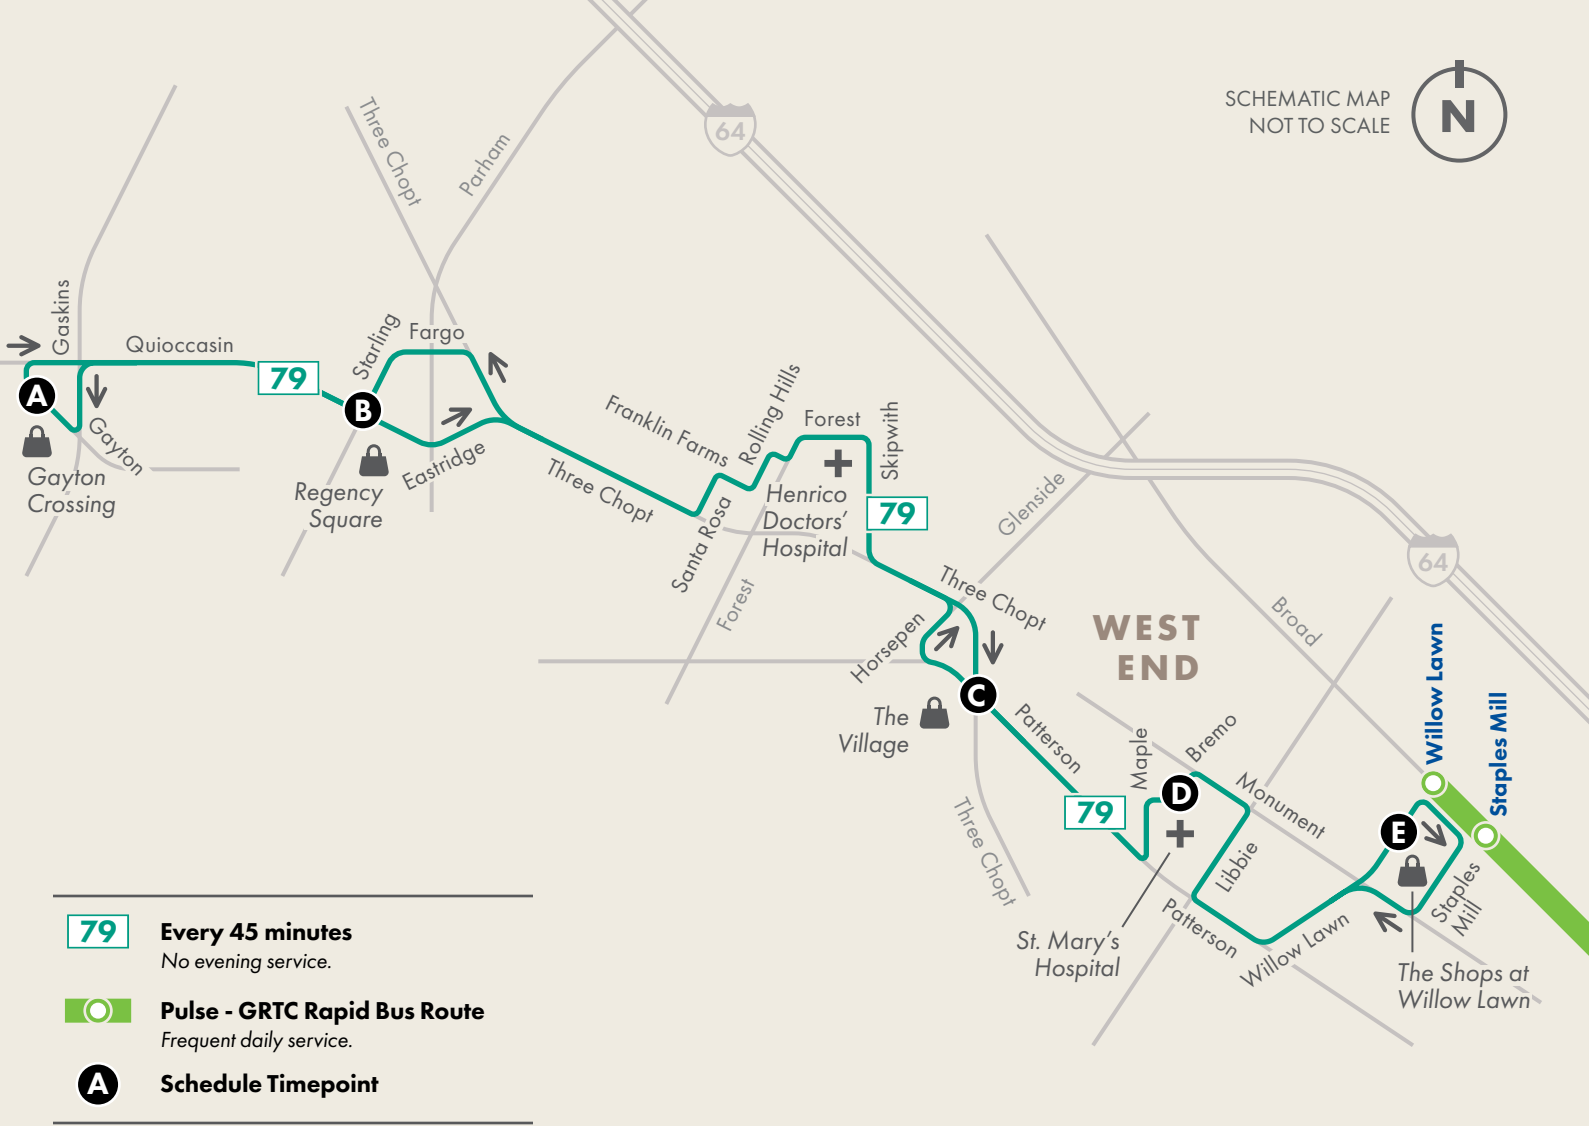 SCHEMATIC MAP
NOT TO SCALE
N
64
Three Chopt
Parham
Gaskins
Quioccasin
79
Starling
Fargo
A
B
Gayton
Gayton
Crossing
Regency
Square
Eastridge
Three Chopt
Franklin Farms
Rolling Hills
Forest
Skipwith
Santa Rosa
Henrico
Doctors'
Hospital
79
Forest
Glenside
64
Three Chopt
Horsepen
C
The
Village
WEST
END
Broad
Willow Lawn
Staples Mill
Patterson
Maple
Bremo
D
79
Monument
Libbie
E
Staples
Mill
Three Chopt
Patterson
Willow Lawn
St. Mary's
Hospital
The Shops at
Willow Lawn
79
Every 45 minutes
No evening service.
Pulse - GRTC Rapid Bus Route
Frequent daily service.
A
Schedule Timepoint